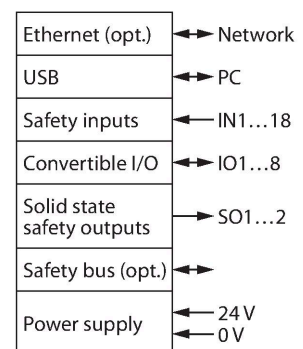 Ethernet (opt.) Network
USB PC
Safety inputs IN1...18
Convertible I/O IO1...8
Solid state
safety outputs SO1...2
Safety bus (opt.)
Power supply 24 V
0 V